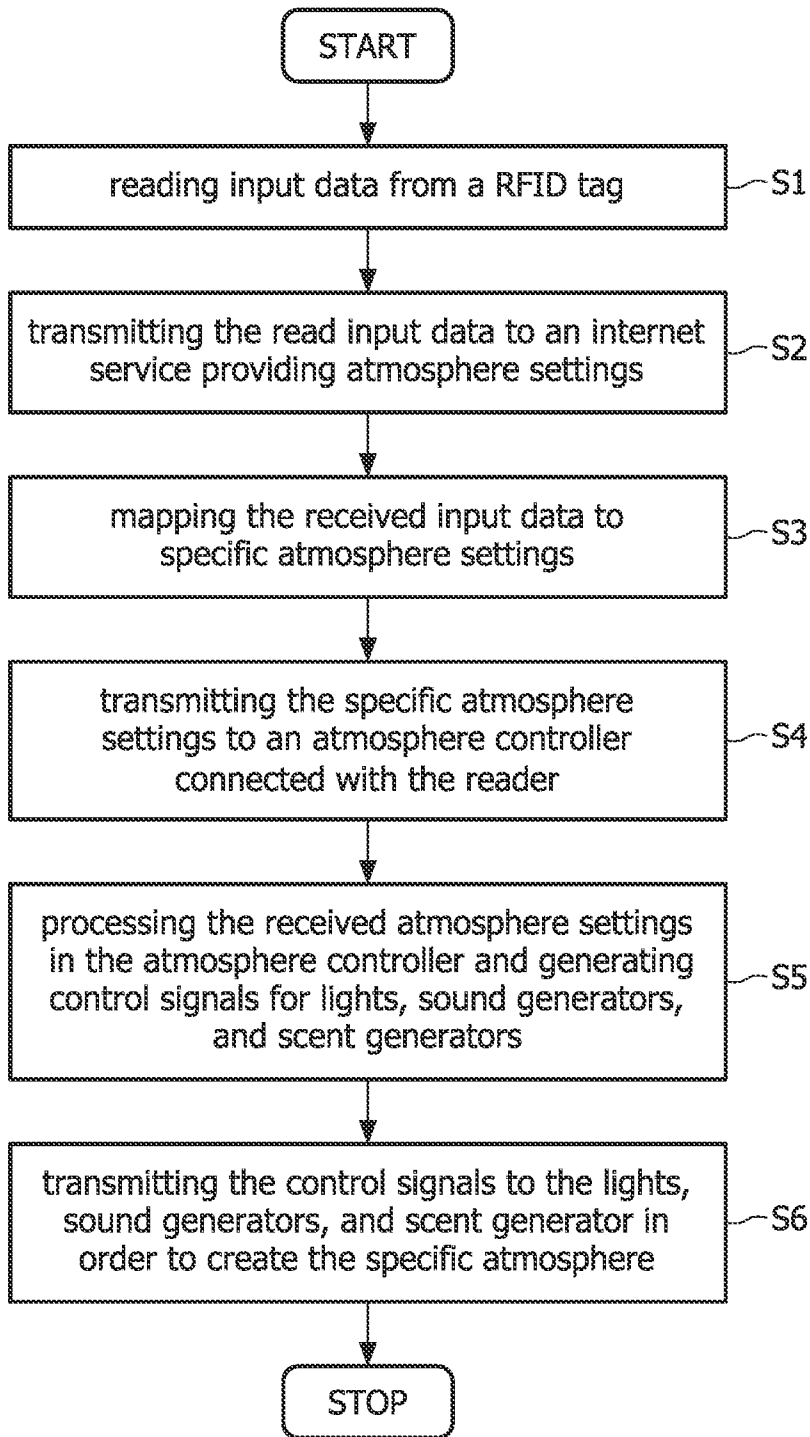 START
reading input data from a RFID tag
S1
transmitting the read input data to an internet
service providing atmosphere settings
S2
mapping the received input data to
specific atmosphere settings
S3
transmitting the specific atmosphere
settings to an atmosphere controller
connected with the reader
S4
processing the received atmosphere settings
in the atmosphere controller and generating
control signals for lights, sound generators,
and scent generators
S5
transmitting the control signals to the lights,
sound generators, and scent generator in
order to create the specific atmosphere
S6
STOP